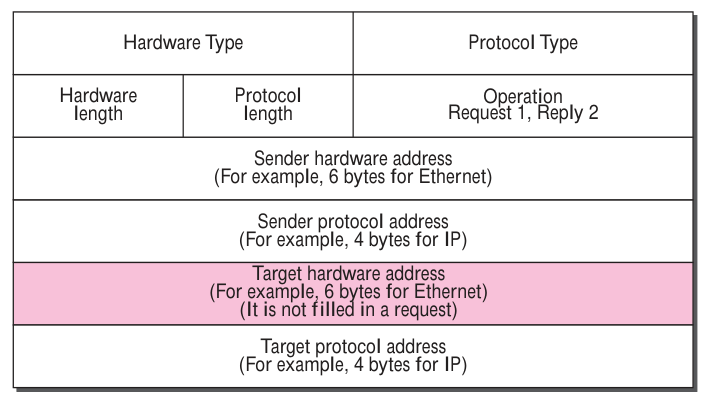 Hardware Type
Protocol Type
Hardware
length
Protocol
length
Operation
Request 1, Reply 2
Sender hardware address
(For example, 6 bytes for Ethernet)
Sender protocol address
(For example, 4 bytes for IP)
Target hardware address
(For example, 6 bytes for Ethernet)
(It is not filled in a request)
Target protocol address
(For example, 4 bytes for IP)